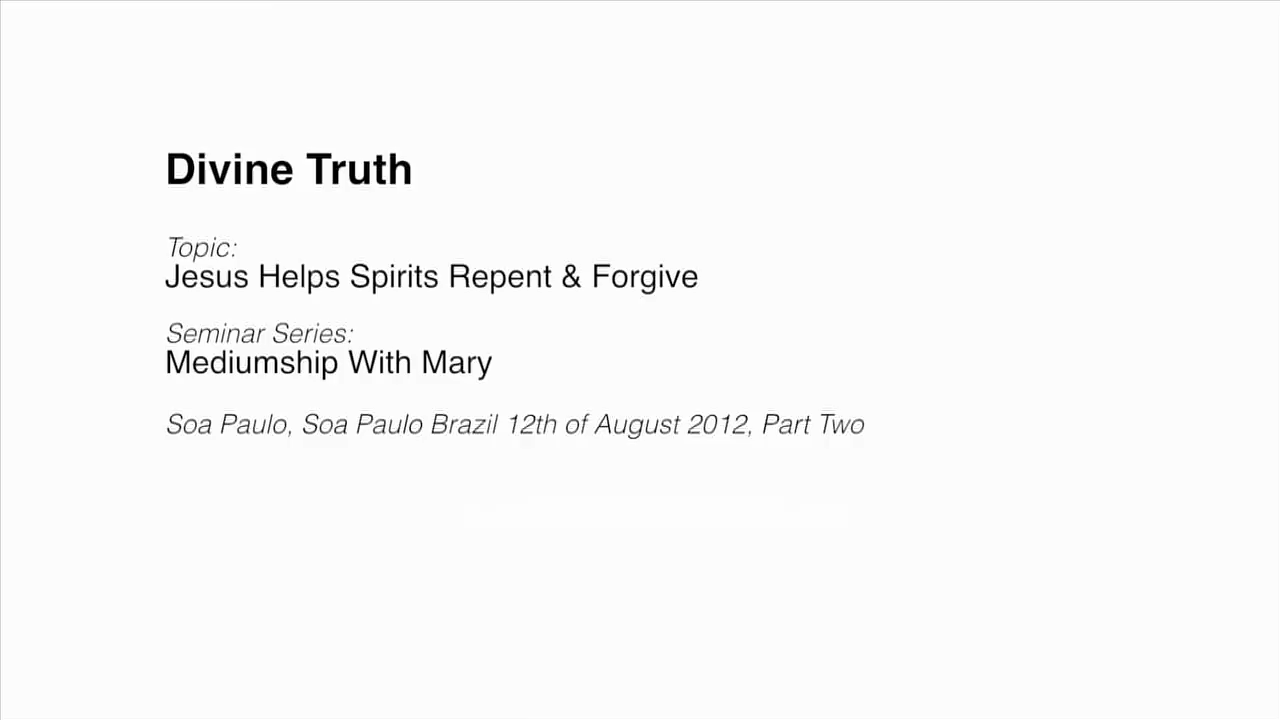 Divine Truth
Topic:
Jesus Helps Spirits Repent & Forgive
Seminar Series:
Mediumship With Mary
Soa Paulo, Soa Paulo Brazil 12th of August 2012, Part Two